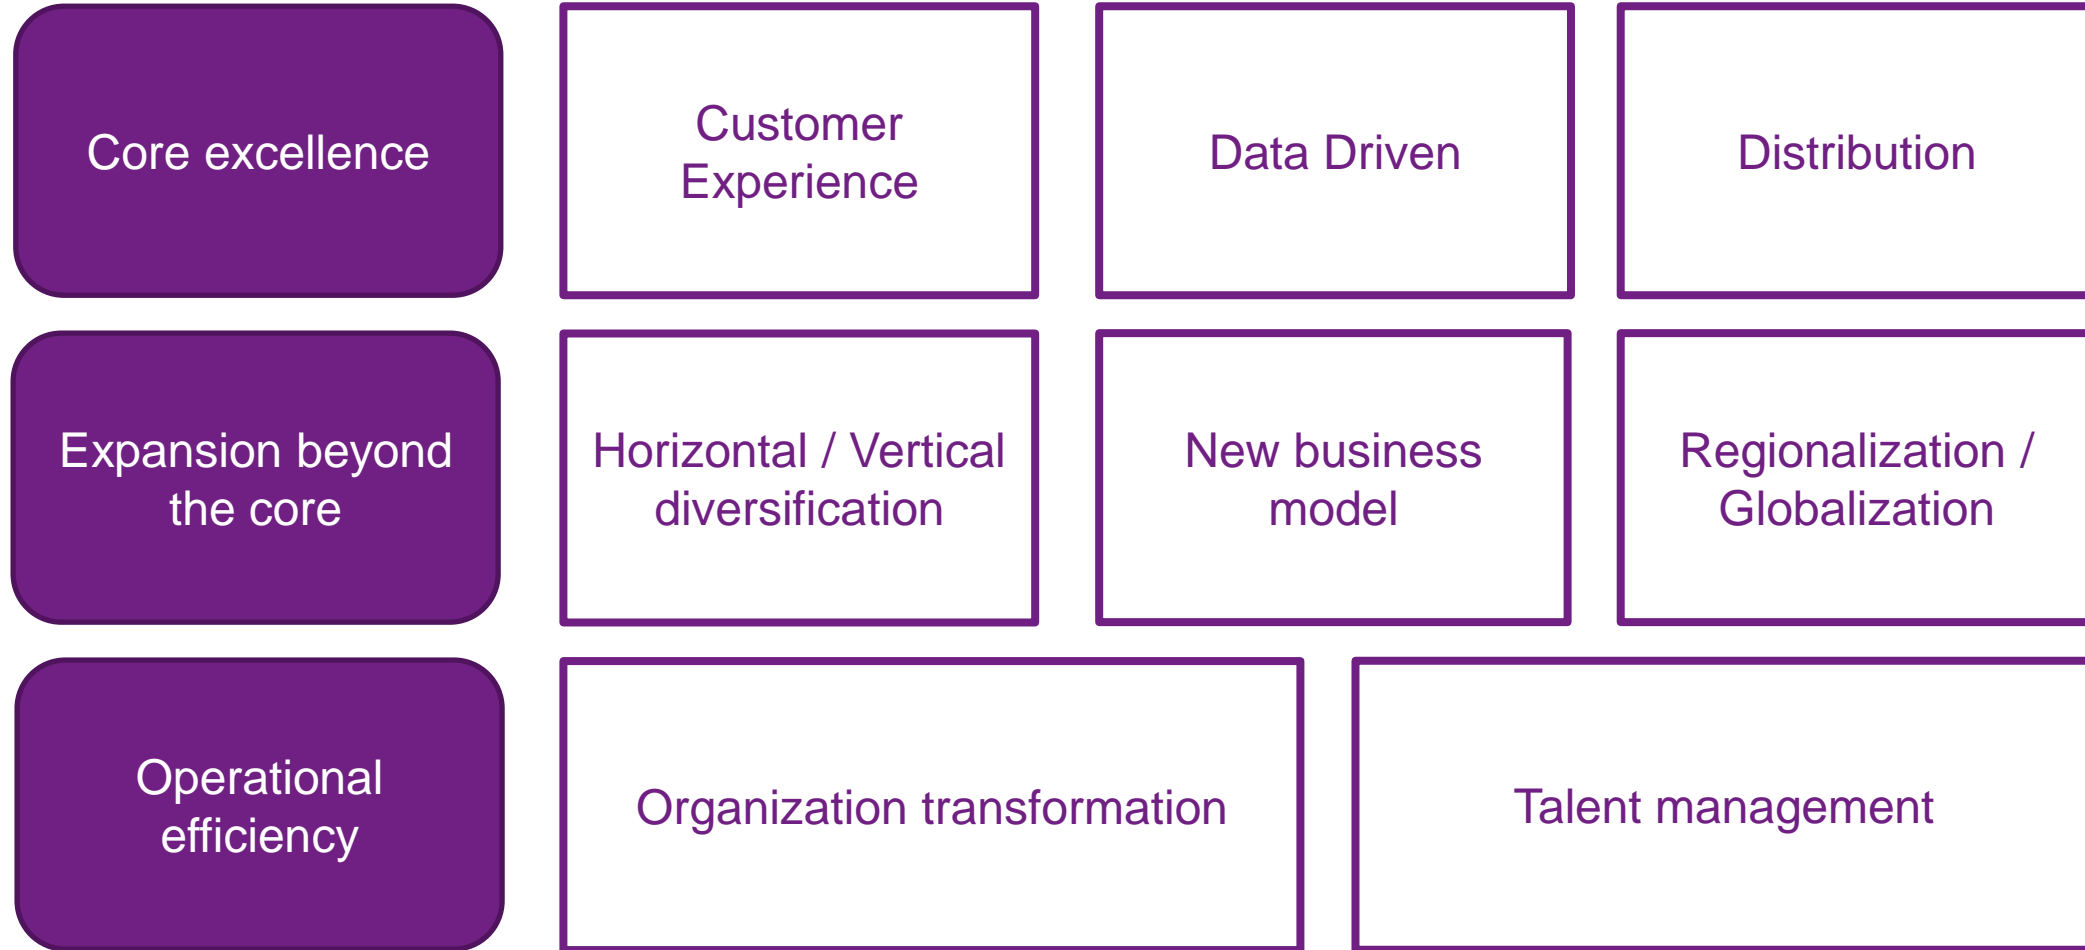 Core excellence
Customer
Experience
Data Driven
Distribution
Expansion beyond
the core
Horizontal / Vertical
diversification
New business
model
Regionalization /
Globalization
Operational
efficiency
Organization transformation
Talent management